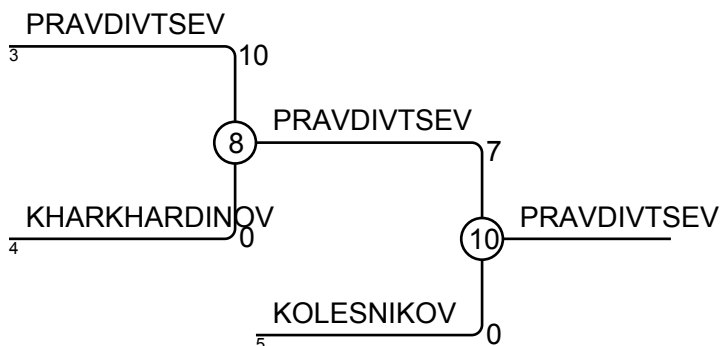 PRAVDIVTSEV
3
10
8
PRAVDIVTSEV
7
KHARKHARDINOV
4
0
10
PRAVDIVTSEV
KOLESNIKOV
5
0